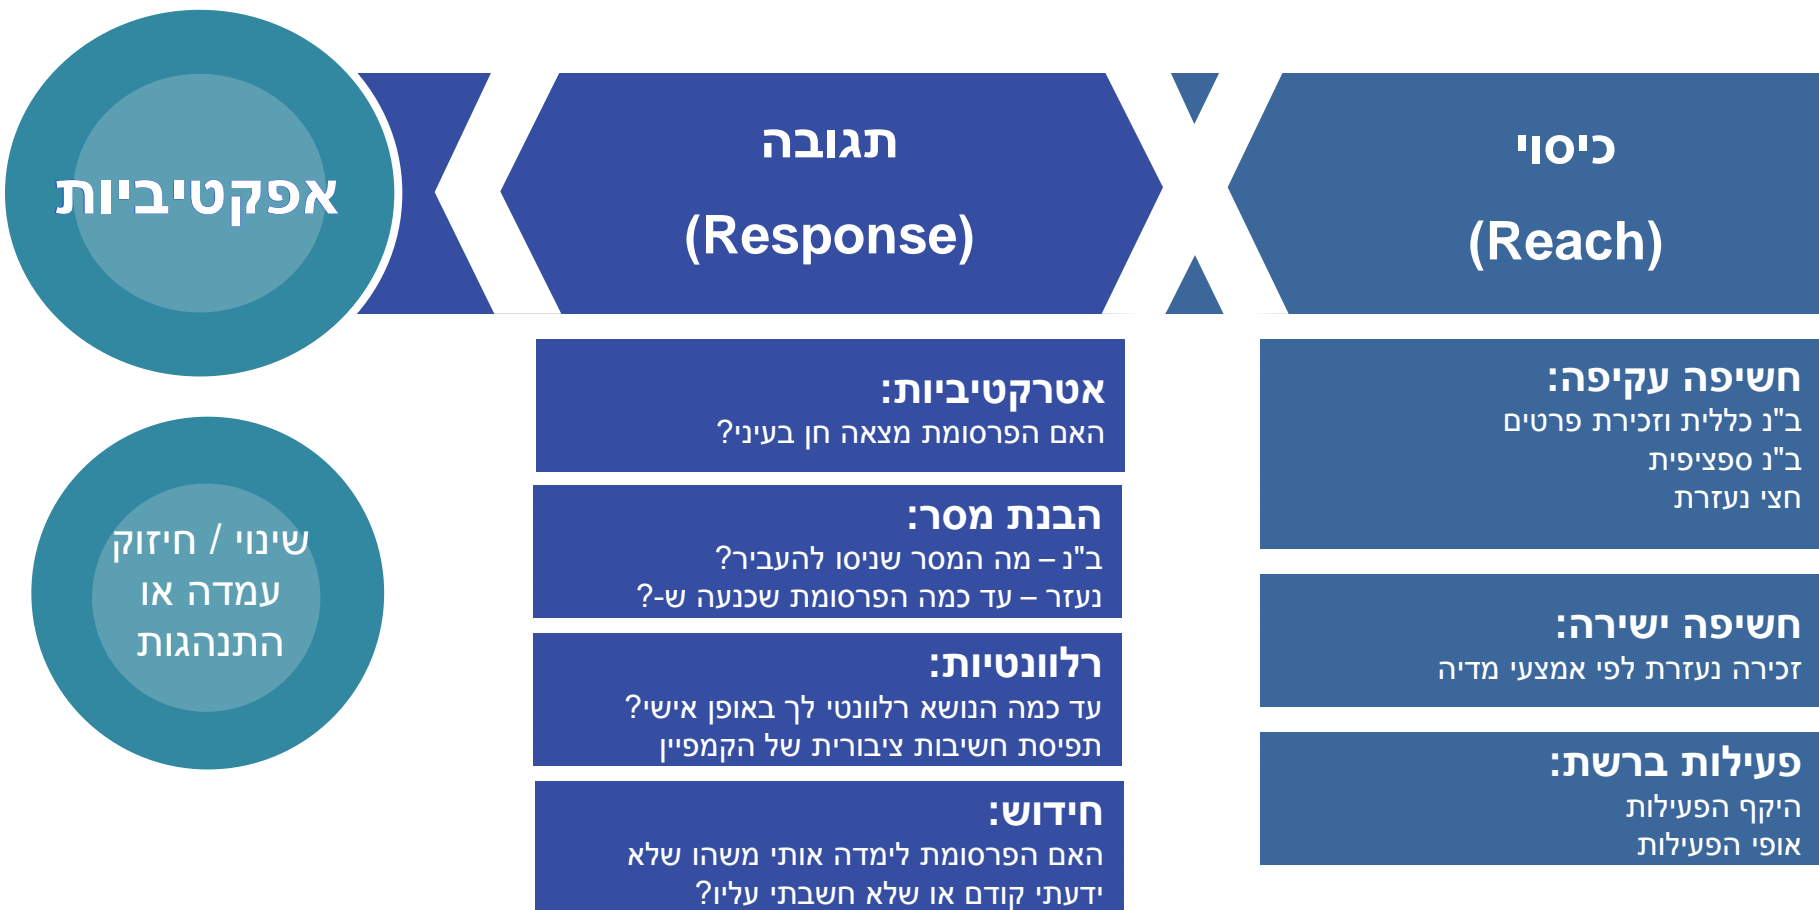 כיסוי
(Reach)
חשיפה עקיפה:
ב"נ כללית וזכירת פרטים
ב"נ ספציפית
חצי נעזרת
חשיפה ישירה:
זכירה נעזרת לפי אמצעי מדיה
פעילות ברשת:
היקף הפעילות
אופי הפעילות
תגובה
(Response)
אטרקטיביות:
האם הפרסומת מצאה חן בעיני?
הבנת מסר:
ב"נ – מה המסר שניסו להעביר?
נעזר – עד כמה הפרסומת שכנעה ש-?
רלוונטיות:
עד כמה הנושא רלוונטי לך באופן אישי?
תפיסת חשיבות ציבורית של הקמפיין
חידוש:
האם הפרסומת לימדה אותי משהו שלא
ידעתי קודם או שלא חשבתי עליו?
אפקטיביות
שינוי / חיזוק
עמדה או
התנהגות